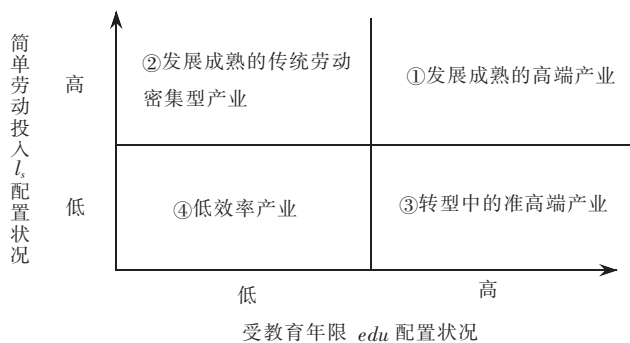 简单劳动投入lₛ配置状况
高
②发展成熟的传统劳动
密集型产业
①发展成熟的高端产业
低
④低效率产业
③转型中的准高端产业
低
高
受教育年限 edu 配置状况